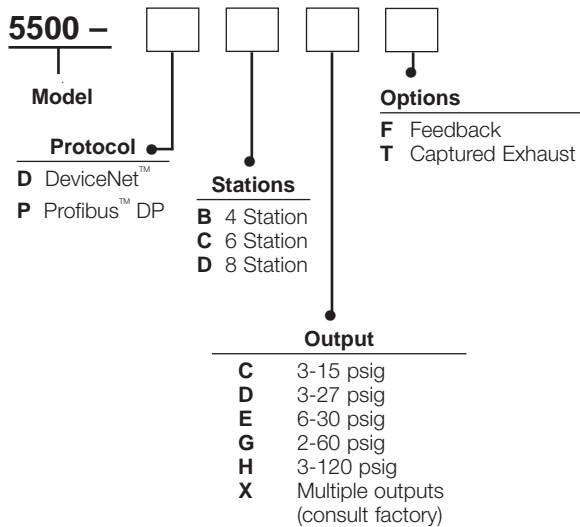 5500 –
Model
Options
F Feedback
T Captured Exhaust
Protocol
D DeviceNet™
P Profibus™ DP
Stations
B 4 Station
C 6 Station
D 8 Station
Output
C 3-15 psig
D 3-27 psig
E 6-30 psig
G 2-60 psig
H 3-120 psig
X Multiple outputs
(consult factory)